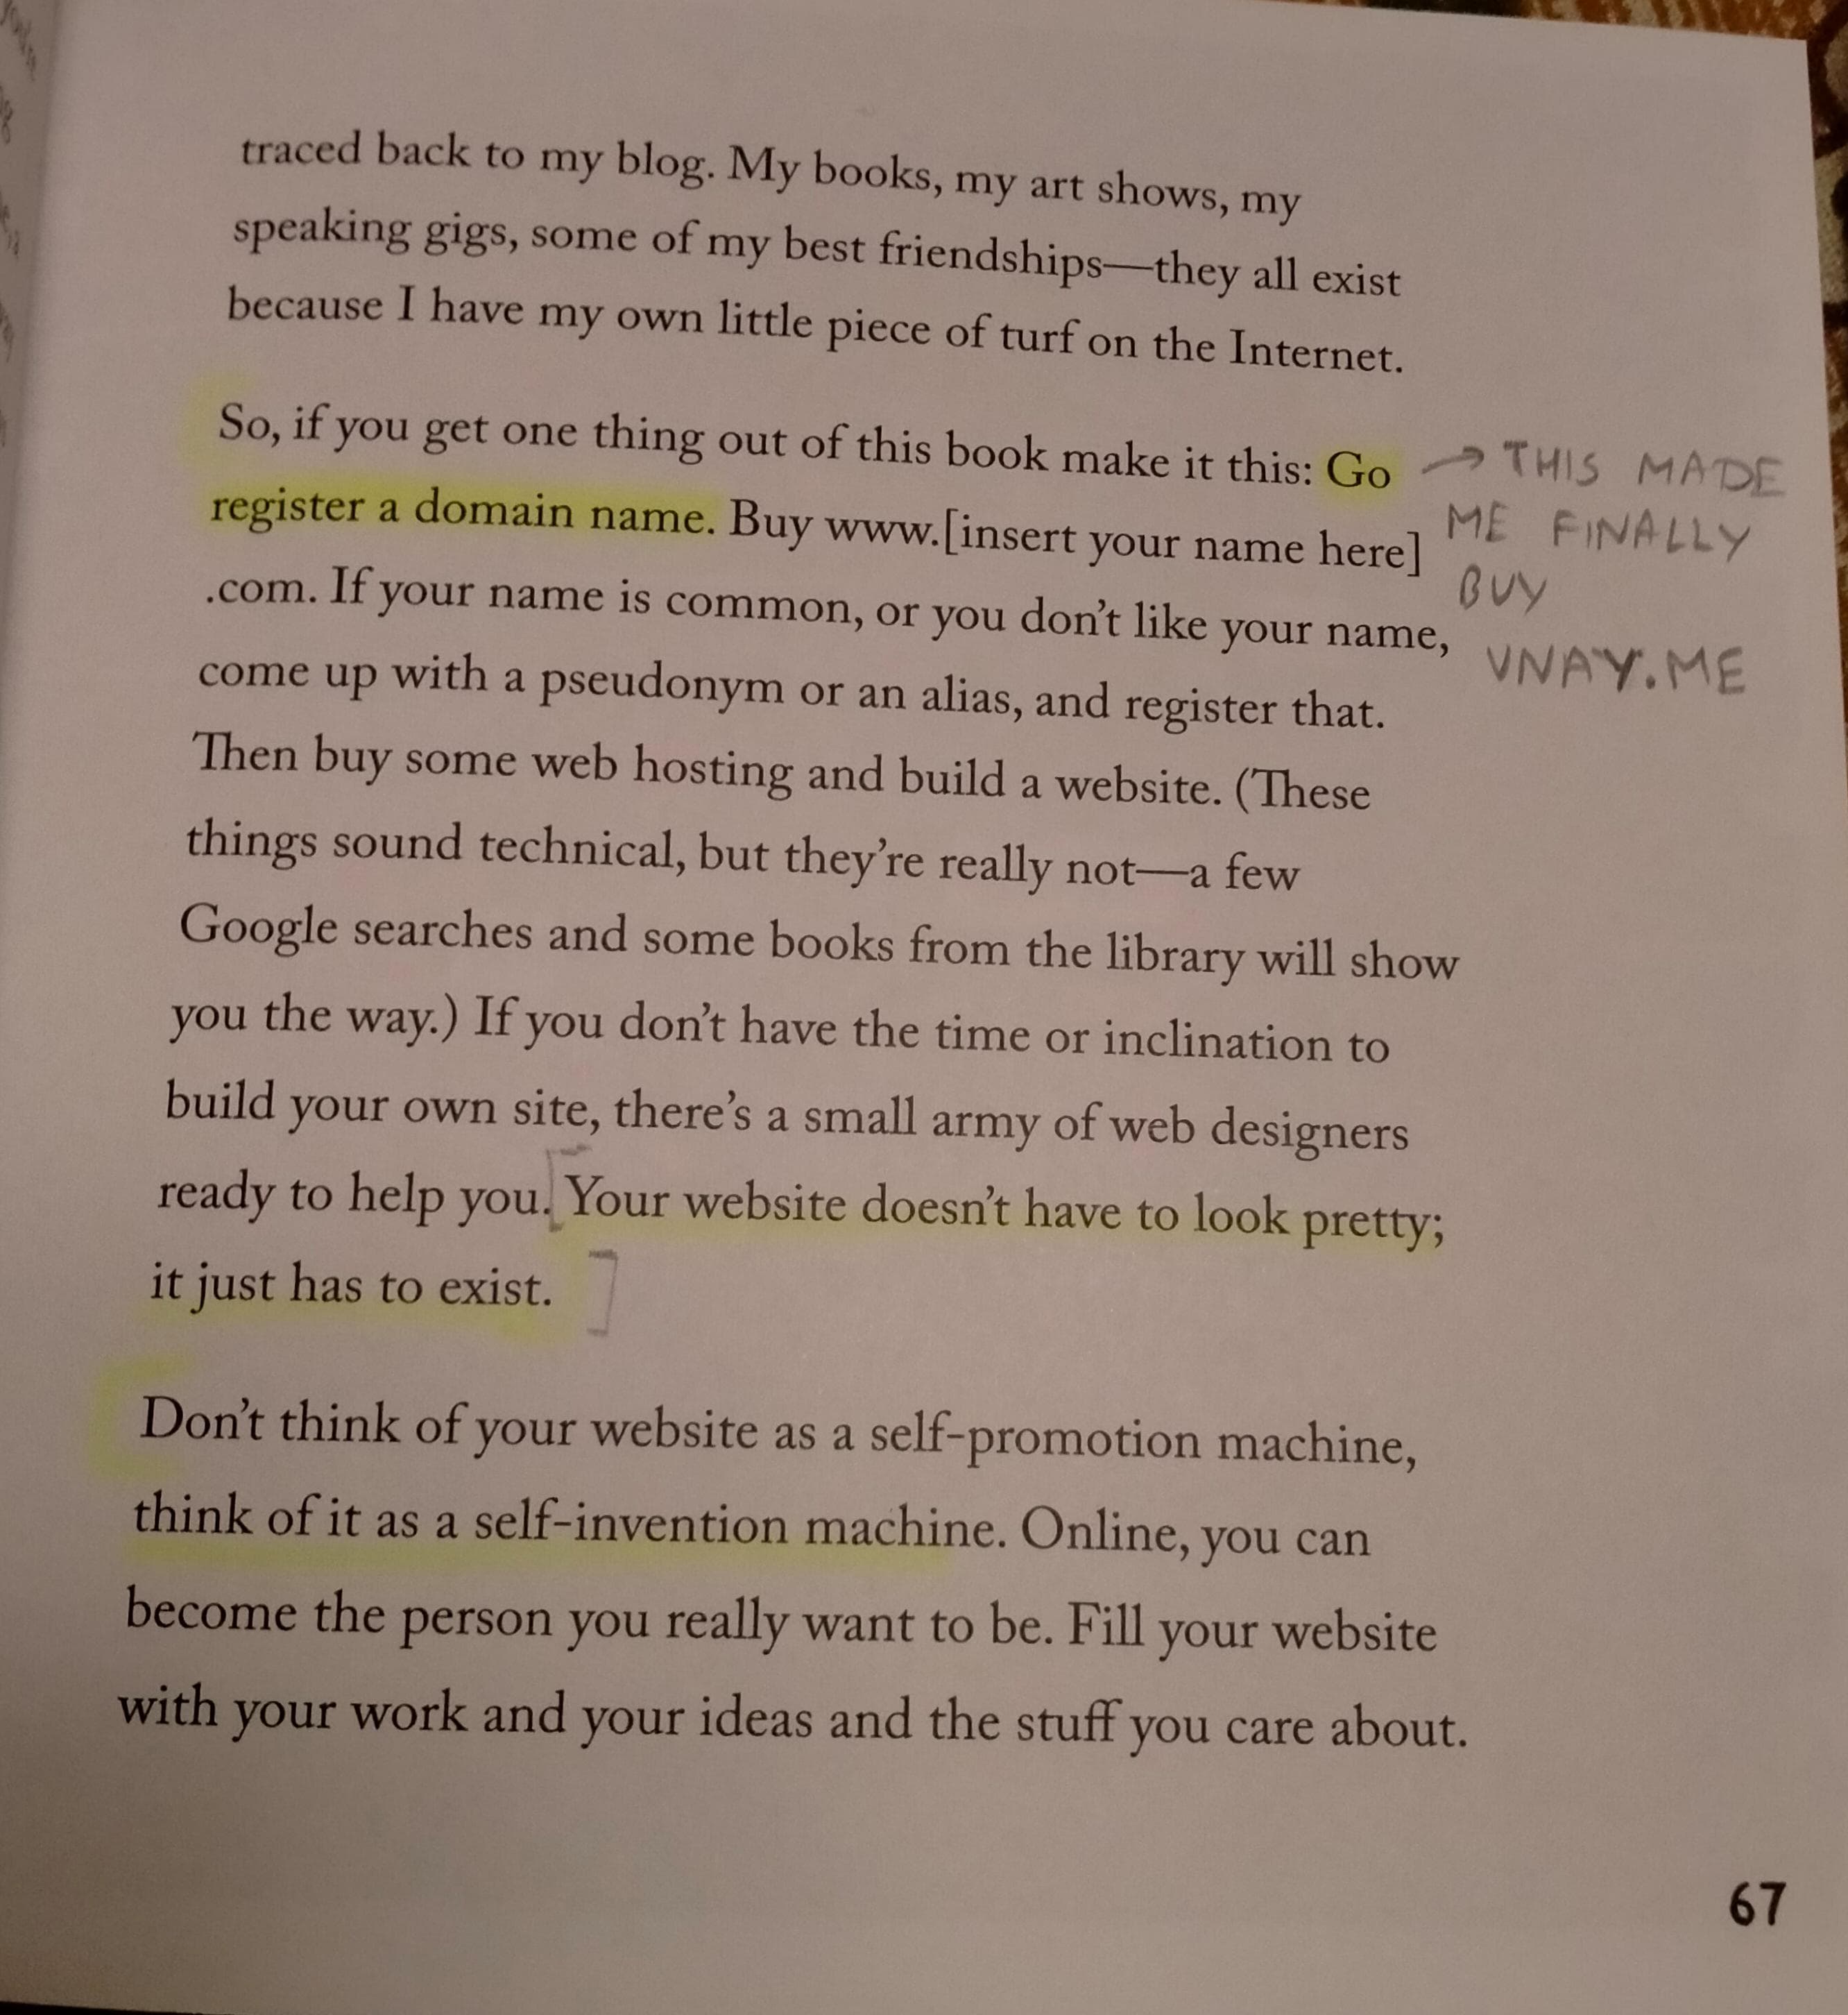 traced back to my blog. My books, my art shows, my
speaking gigs, some of my best friendships—they all exist
because I have my own little piece of turf on the Internet.
So, if you get one thing out of this book make it this: Go
register a domain name. Buy www.[insert your name here]
.com. If your name is common, or you don’t like your name,
come up with a pseudonym or an alias, and register that.
Then buy some web hosting and build a website. (These
things sound technical, but they’re really not—a few
Google searches and some books from the library will show
you the way.) If you don’t have the time or inclination to
build your own site, there’s a small army of web designers
ready to help you. [Your website doesn’t have to look pretty;
it just has to exist. ]
Don’t think of your website as a self-promotion machine,
think of it as a self-invention machine. Online, you can
become the person you really want to be. Fill your website
with your work and your ideas and the stuff you care about.
→ THIS MADE
ME FINALLY
BUY
VNAY.ME
67